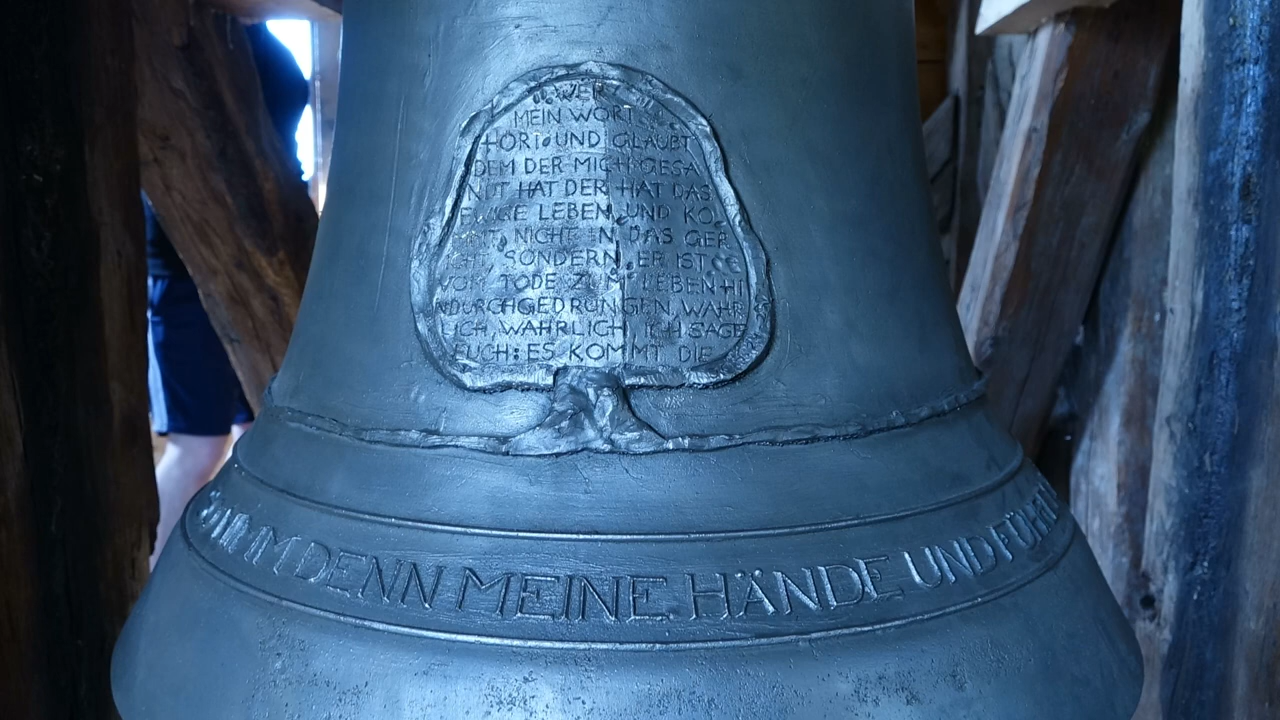 WER
MEIN WORT
HÖRT UND GLAUBT
DEM DER MICH GESA
NDT HAT DER HAT DAS
EWIGE LEBEN UND KO
MMT NICHT IN DAS GER
ICHT SONDERN ER IST
VOM TODE ZUM LEBEN HI
NDURCHGEDRUNGEN WAHR
LICH WAHRLICH ICH SAGE
EUCH: ES KOMMT DIE
SO NIMM DENN MEINE HÄNDE UND FÜHR